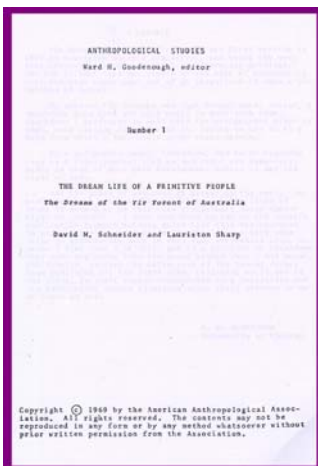 ANTHROPOLOGICAL STUDIES
Ward H. Goodenough, editor
Number 1
THE DREAM LIFE OF A PRIMITIVE PEOPLE
The Dreams of the Yir Yoront of Australia
David M. Schneider and Lauriston Sharp
Copyright © 1969 by the American Anthropological Assoc-
iation. All rights reserved. The contents may not be
reproduced in any form or by any method whatsoever without
prior written permission from the Association.